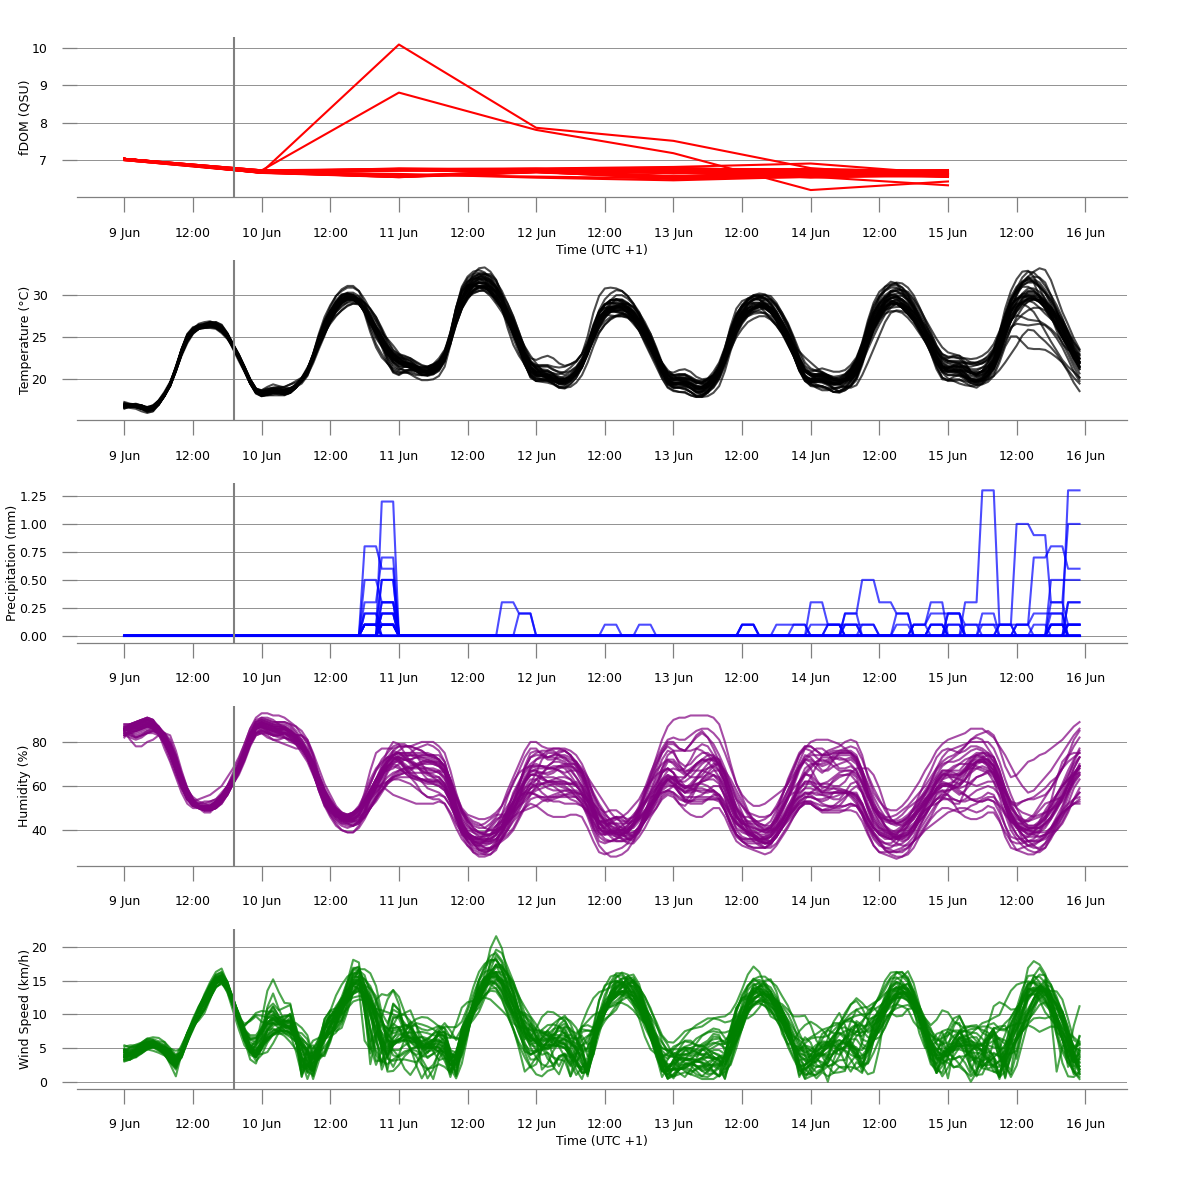 fDOM (QSU)
10
9
8
7
9 Jun 12:00 10 Jun 12:00 11 Jun 12:00 12 Jun 12:00 13 Jun 12:00 14 Jun 12:00 15 Jun 12:00 16 Jun
Time (UTC +1)
Temperature (°C)
30
25
20
9 Jun 12:00 10 Jun 12:00 11 Jun 12:00 12 Jun 12:00 13 Jun 12:00 14 Jun 12:00 15 Jun 12:00 16 Jun
Precipitation (mm)
1.25
1.00
0.75
0.50
0.25
0.00
9 Jun 12:00 10 Jun 12:00 11 Jun 12:00 12 Jun 12:00 13 Jun 12:00 14 Jun 12:00 15 Jun 12:00 16 Jun
Humidity (%)
80
60
40
9 Jun 12:00 10 Jun 12:00 11 Jun 12:00 12 Jun 12:00 13 Jun 12:00 14 Jun 12:00 15 Jun 12:00 16 Jun
Wind Speed (km/h)
20
15
10
5
0
9 Jun 12:00 10 Jun 12:00 11 Jun 12:00 12 Jun 12:00 13 Jun 12:00 14 Jun 12:00 15 Jun 12:00 16 Jun
Time (UTC +1)